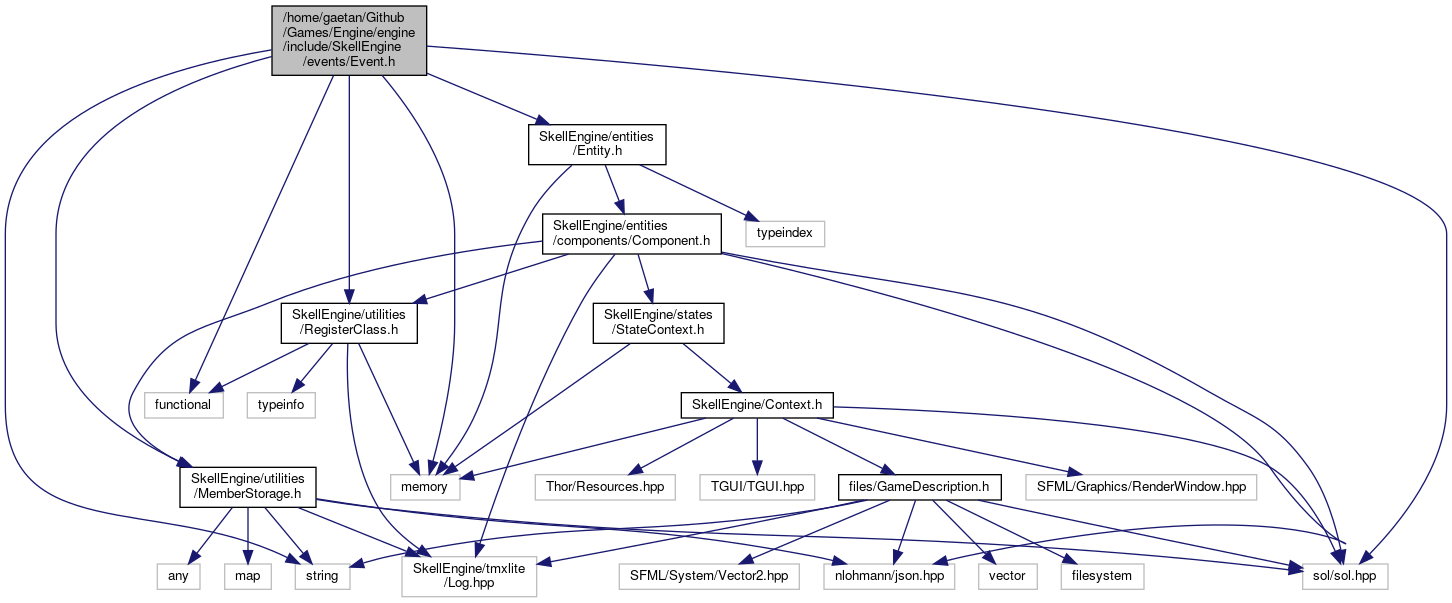 /home/gaetan/Github
/Games/Engine/engine
/include/SkellEngine
/events/Event.h
SkellEngine/entities
/Entity.h
SkellEngine/entities
/components/Component.h
typeindex
SkellEngine/utilities
/RegisterClass.h
SkellEngine/states
/StateContext.h
functional
typeinfo
SkellEngine/Context.h
SkellEngine/utilities
/MemberStorage.h
memory
Thor/Resources.hpp
TGUI/TGUI.hpp
files/GameDescription.h
SFML/Graphics/RenderWindow.hpp
any
map
string
SkellEngine/tmxlite
/Log.hpp
SFML/System/Vector2.hpp
nlohmann/json.hpp
vector
filesystem
sol/sol.hpp